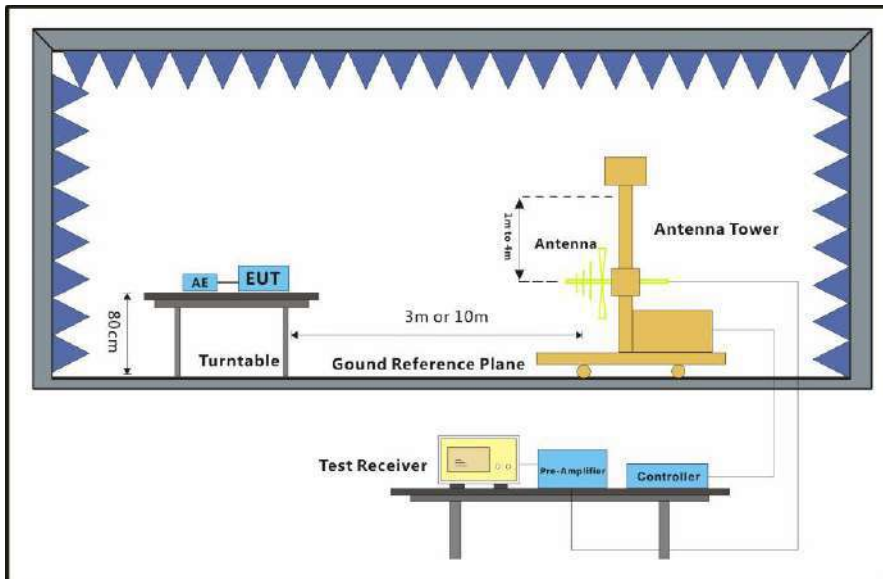 1m to 4m
Antenna
Antenna Tower
AE
EUT
80cm
3m or 10m
Turntable
Gound Reference Plane
Test Receiver
Pre-Amplifier
Controller